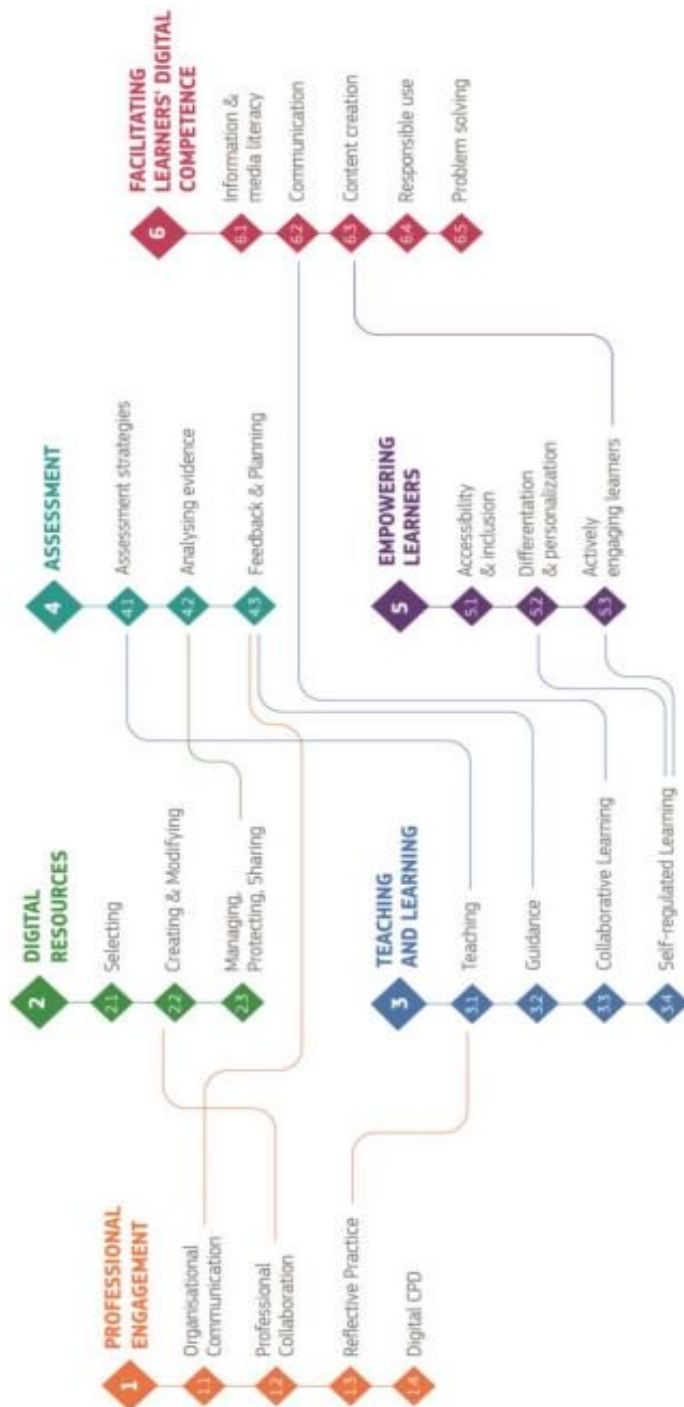 1
PROFESSIONAL
ENGAGEMENT
1.1
Organisational
Communication
1.2
Professional
Collaboration
1.3
Reflective Practice
1.4
Digital CPD
2
DIGITAL
RESOURCES
2.1
Selecting
2.2
Creating & Modifying
2.3
Managing,
Protecting, Sharing
3
TEACHING
AND LEARNING
3.1
Teaching
3.2
Guidance
3.3
Collaborative Learning
3.4
Self-regulated Learning
4
ASSESSMENT
4.1
Assessment strategies
4.2
Analysing evidence
4.3
Feedback & Planning
5
EMPOWERING
LEARNERS
5.1
Accessibility
& inclusion
5.2
Differentation
& personalization
5.3
Actively
engaging learners
6
FACILITATING
LEARNERS' DIGITAL
COMPETENCE
6.1
Information &
media literacy
6.2
Communication
6.3
Content creation
6.4
Responsible use
6.5
Problem solving